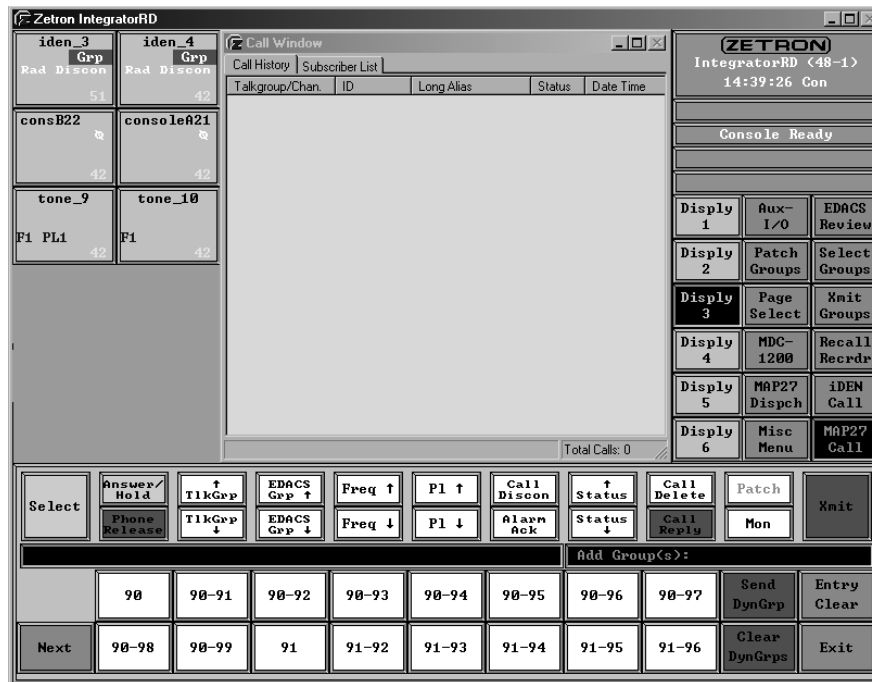 Zetron IntegratorRD
iden_3
Grp
Rad Discon
51
iden_4
Grp
Rad Discon
42
consB22
42
consoleA21
42
tone_9
F1 PL1
42
tone_10
F1
42
Call Window
Call History
Subscriber List
Talkgroup/Chan.
ID
Long Alias
Status
Date Time
Total Calls: 0
ZETRON
IntegratorRD (48-1)
14:39:26 Con
Console Ready
Disply
1
Aux-
I/O
EDACS
Review
Disply
2
Patch
Groups
Select
Groups
Disply
3
Page
Select
Xmit
Groups
Disply
4
MDC-
1200
Recall
Recrdr
Disply
5
MAP27
Dispch
iDEN
Call
Disply
6
Misc
Menu
MAP27
Call
Select
Answer/
Hold
↑
TlkGrp
EDACS
Grp ↑
Freq ↑
Pl ↑
Call
Discon
↑
Status
Call
Delete
Patch
Xmit
Phone
Release
TlkGrp
↓
EDACS
Grp ↓
Freq ↓
Pl ↓
Alarm
Ack
Status
↓
Call
Reply
Mon
Add Group(s):
90
90-91
90-92
90-93
90-94
90-95
90-96
90-97
Send
DynGrp
Entry
Clear
Next
90-98
90-99
91
91-92
91-93
91-94
91-95
91-96
Clear
DynGrps
Exit